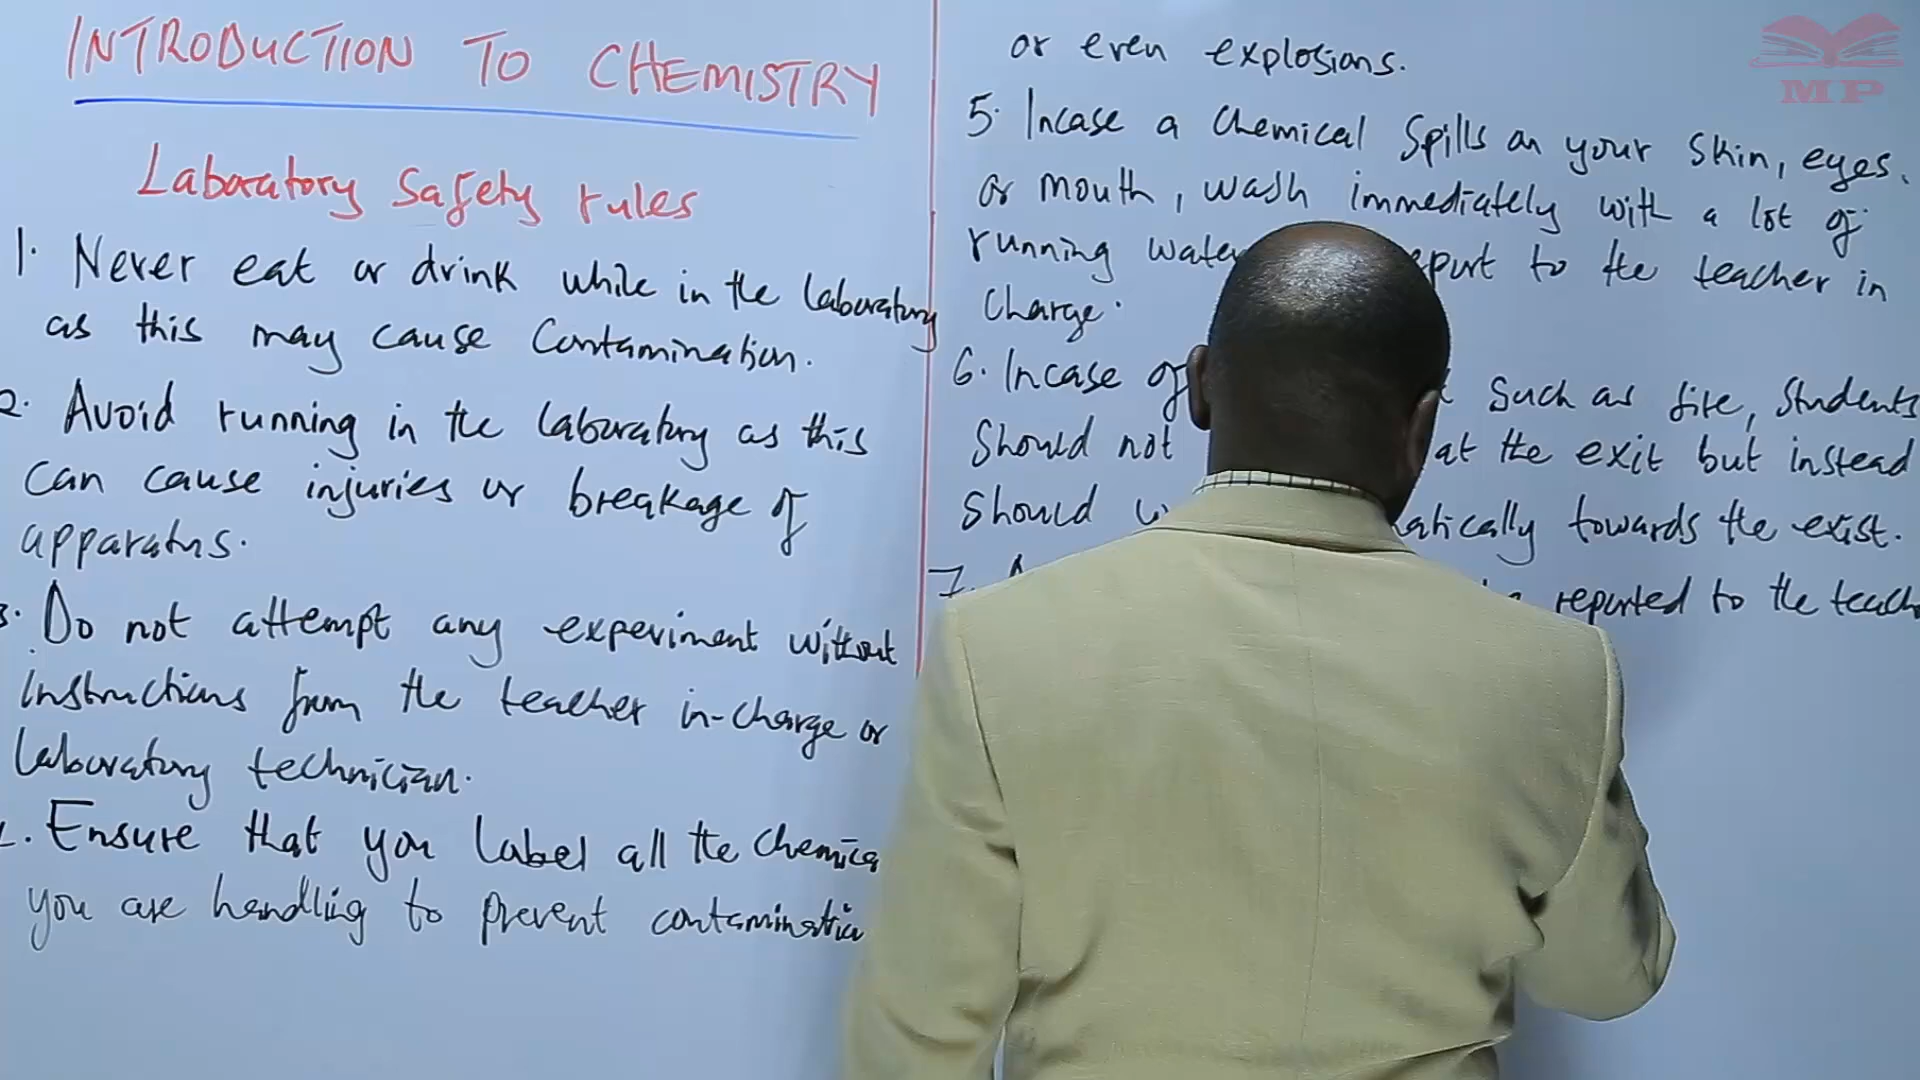 INTRODUCTION TO CHEMISTRY
Laboratory Safety rules
1. Never eat or drink while in the laboratory
as this may cause Contamination.
2. Avoid running in the laboratory as this
can cause injuries or breakage of
apparatus.
3. Do not attempt any experiment without
instructions from the teacher in-charge or
laboratory technician.
. Ensure that you label all the chemica
you are handling to prevent contaminatio
or even explosions.
5. Incase a Chemical Spills on your skin, eyes,
or mouth, wash immediately with a lot of
running water to the teacher in
charge.
6. Incase of such as fire, Students
Should not at the exit but instead
Should towards the exist.
7. reported to the teach
MP